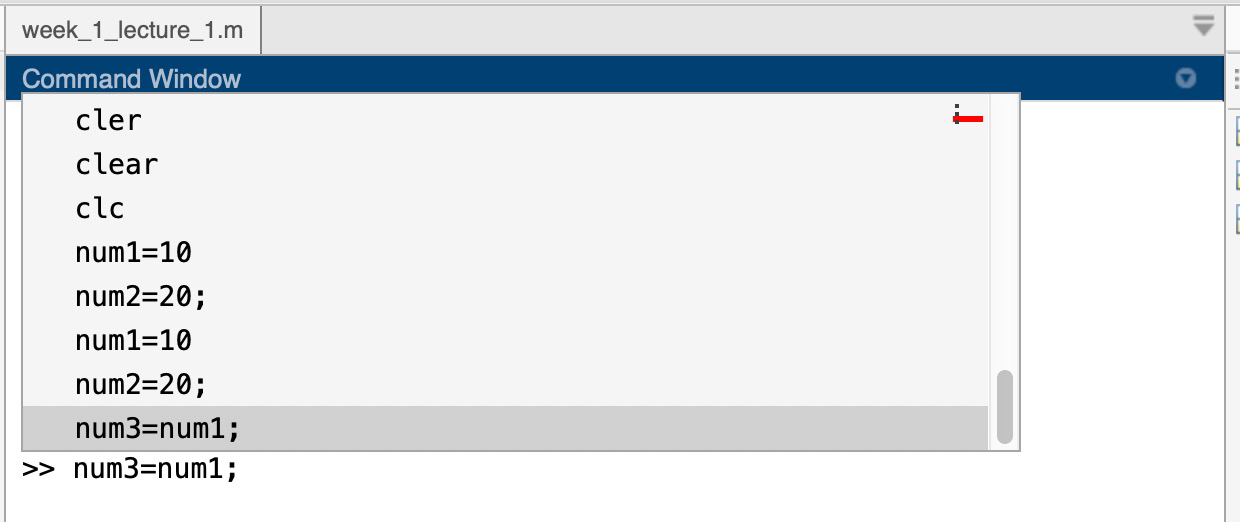 week_1_lecture_1.m
Command Window
cler
clear
clc
num1=10
num2=20;
num1=10
num2=20;
num3=num1;
>> num3=num1;